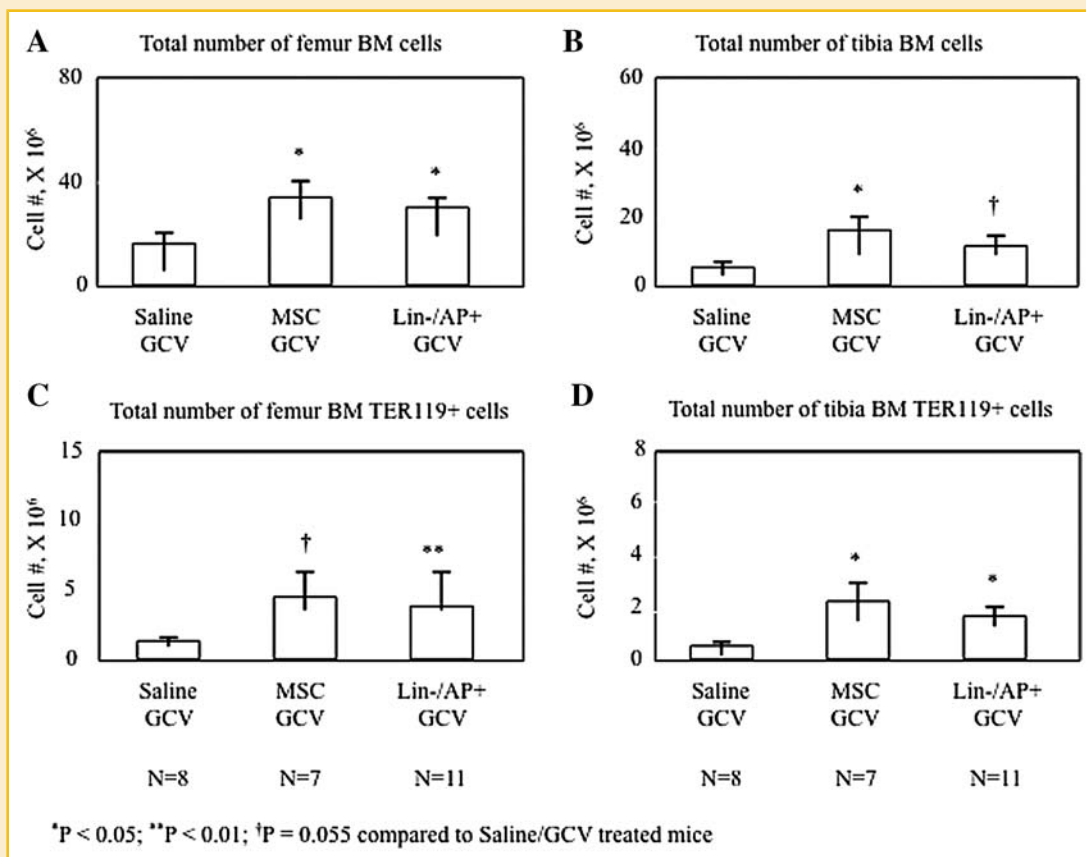 A Total number of femur BM cells
80
40
0
Cell #, X 10⁶
Saline MSC Lin-/AP+
GCV GCV GCV
* *
B Total number of tibia BM cells
60
40
20
0
Cell #, X 10⁶
* †
Saline MSC Lin-/AP+
GCV GCV GCV
C Total number of femur BM TER119+ cells
15
10
5
0
Cell #, X 10⁶
† **
Saline MSC Lin-/AP+
GCV GCV GCV
N=8 N=7 N=11
D Total number of tibia BM TER119+ cells
8
6
4
2
0
Cell #, X 10⁶
* *
Saline MSC Lin-/AP+
GCV GCV GCV
N=8 N=7 N=11
*P < 0.05; **P < 0.01; †P = 0.055 compared to Saline/GCV treated mice